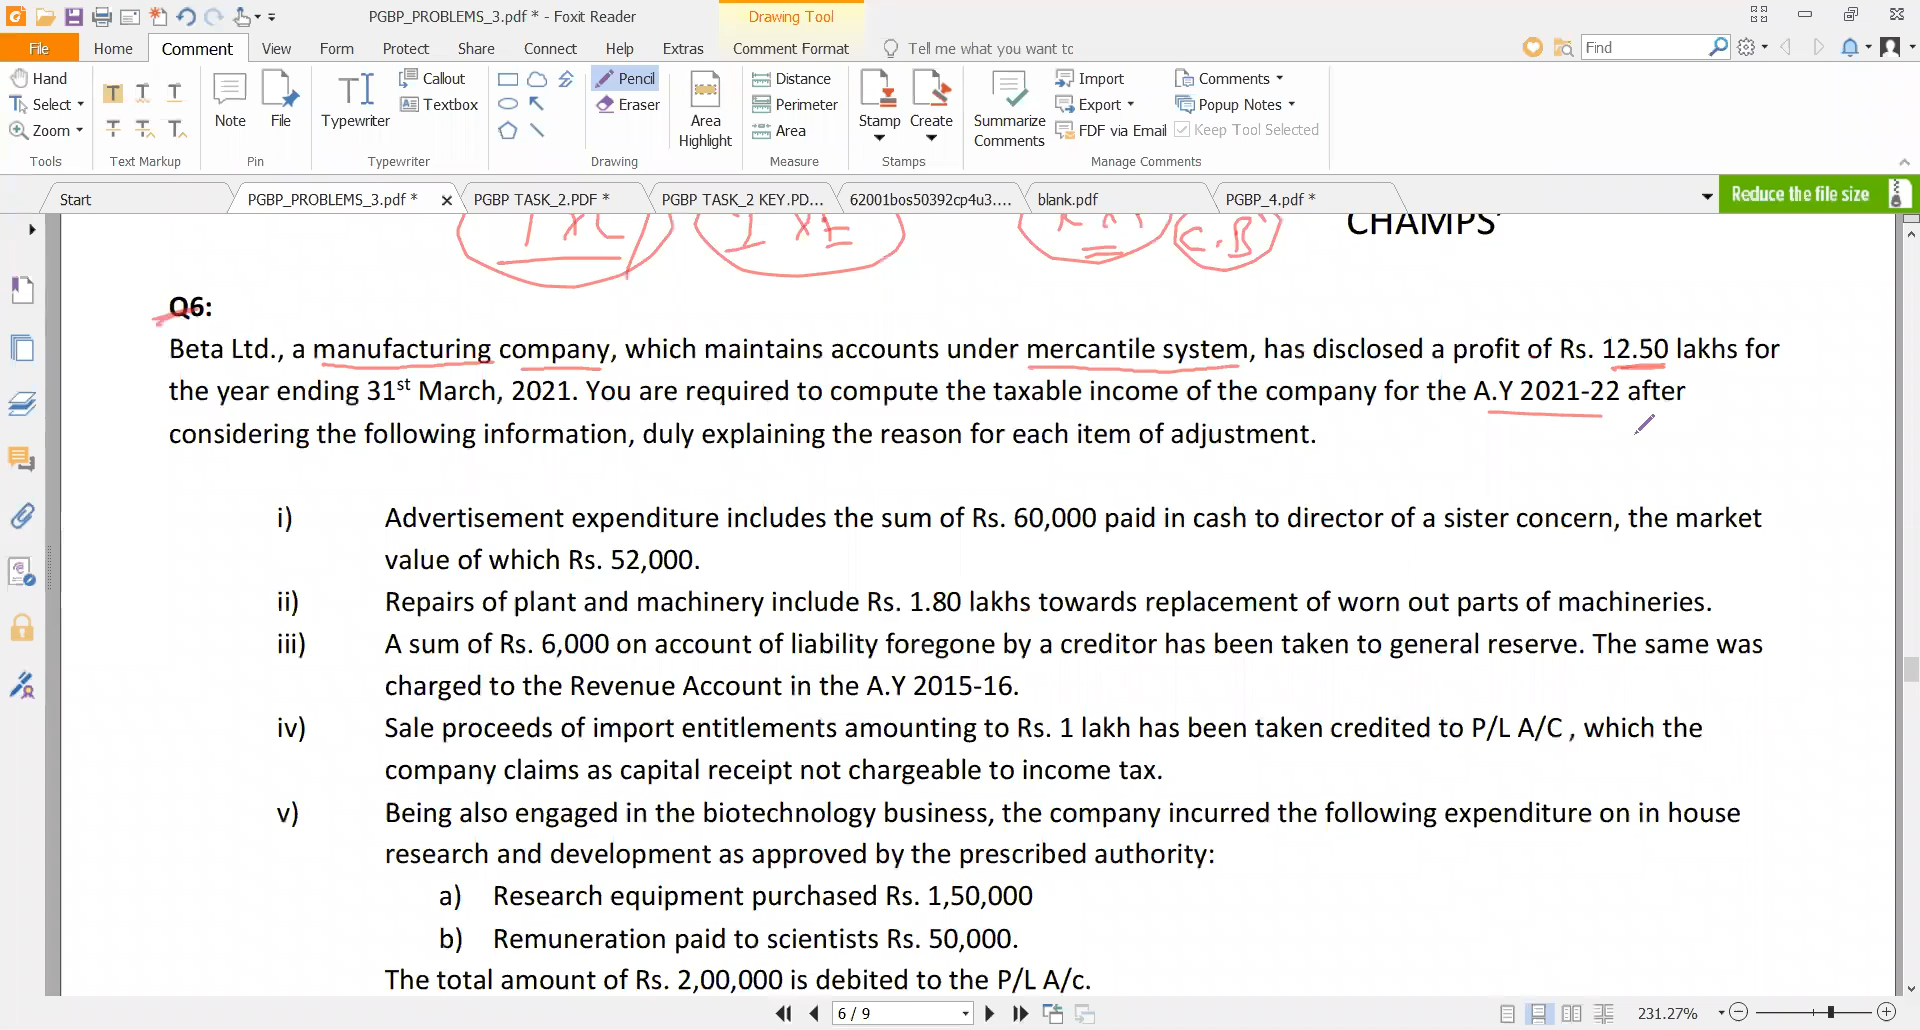 PGBP_PROBLEMS_3.pdf * - Foxit Reader
Drawing Tool
File Home Comment View Form Protect Share Connect Help Extras Comment Format Tell me what you want to
Find
Hand
Select
Zoom
Tools
Text Markup
Note
File
Pin
Typewriter
Callout
Textbox
Typewriter
Pencil
Eraser
Drawing
Area
Highlight
Distance
Perimeter
Area
Measure
Stamp
Create
Stamps
Summarize
Comments
Import
Export
FDF via Email
Comments
Popup Notes
Keep Tool Selected
Manage Comments
Start PGBP_PROBLEMS_3.pdf * PGBP TASK_2.PDF * PGBP TASK_2 KEY.PD... 62001bos50392cp4u3.... blank.pdf PGBP_4.pdf *
Reduce the file size
C.B
CHAMPS'
Q6:
Beta Ltd., a manufacturing company, which maintains accounts under mercantile system, has disclosed a profit of Rs. 12.50 lakhs for
the year ending 31st March, 2021. You are required to compute the taxable income of the company for the A.Y 2021-22 after
considering the following information, duly explaining the reason for each item of adjustment.
i) Advertisement expenditure includes the sum of Rs. 60,000 paid in cash to director of a sister concern, the market
value of which Rs. 52,000.
ii) Repairs of plant and machinery include Rs. 1.80 lakhs towards replacement of worn out parts of machineries.
iii) A sum of Rs. 6,000 on account of liability foregone by a creditor has been taken to general reserve. The same was
charged to the Revenue Account in the A.Y 2015-16.
iv) Sale proceeds of import entitlements amounting to Rs. 1 lakh has been taken credited to P/L A/C , which the
company claims as capital receipt not chargeable to income tax.
v) Being also engaged in the biotechnology business, the company incurred the following expenditure on in house
research and development as approved by the prescribed authority:
a) Research equipment purchased Rs. 1,50,000
b) Remuneration paid to scientists Rs. 50,000.
The total amount of Rs. 2,00,000 is debited to the P/L A/c.
6 / 9
231.27%